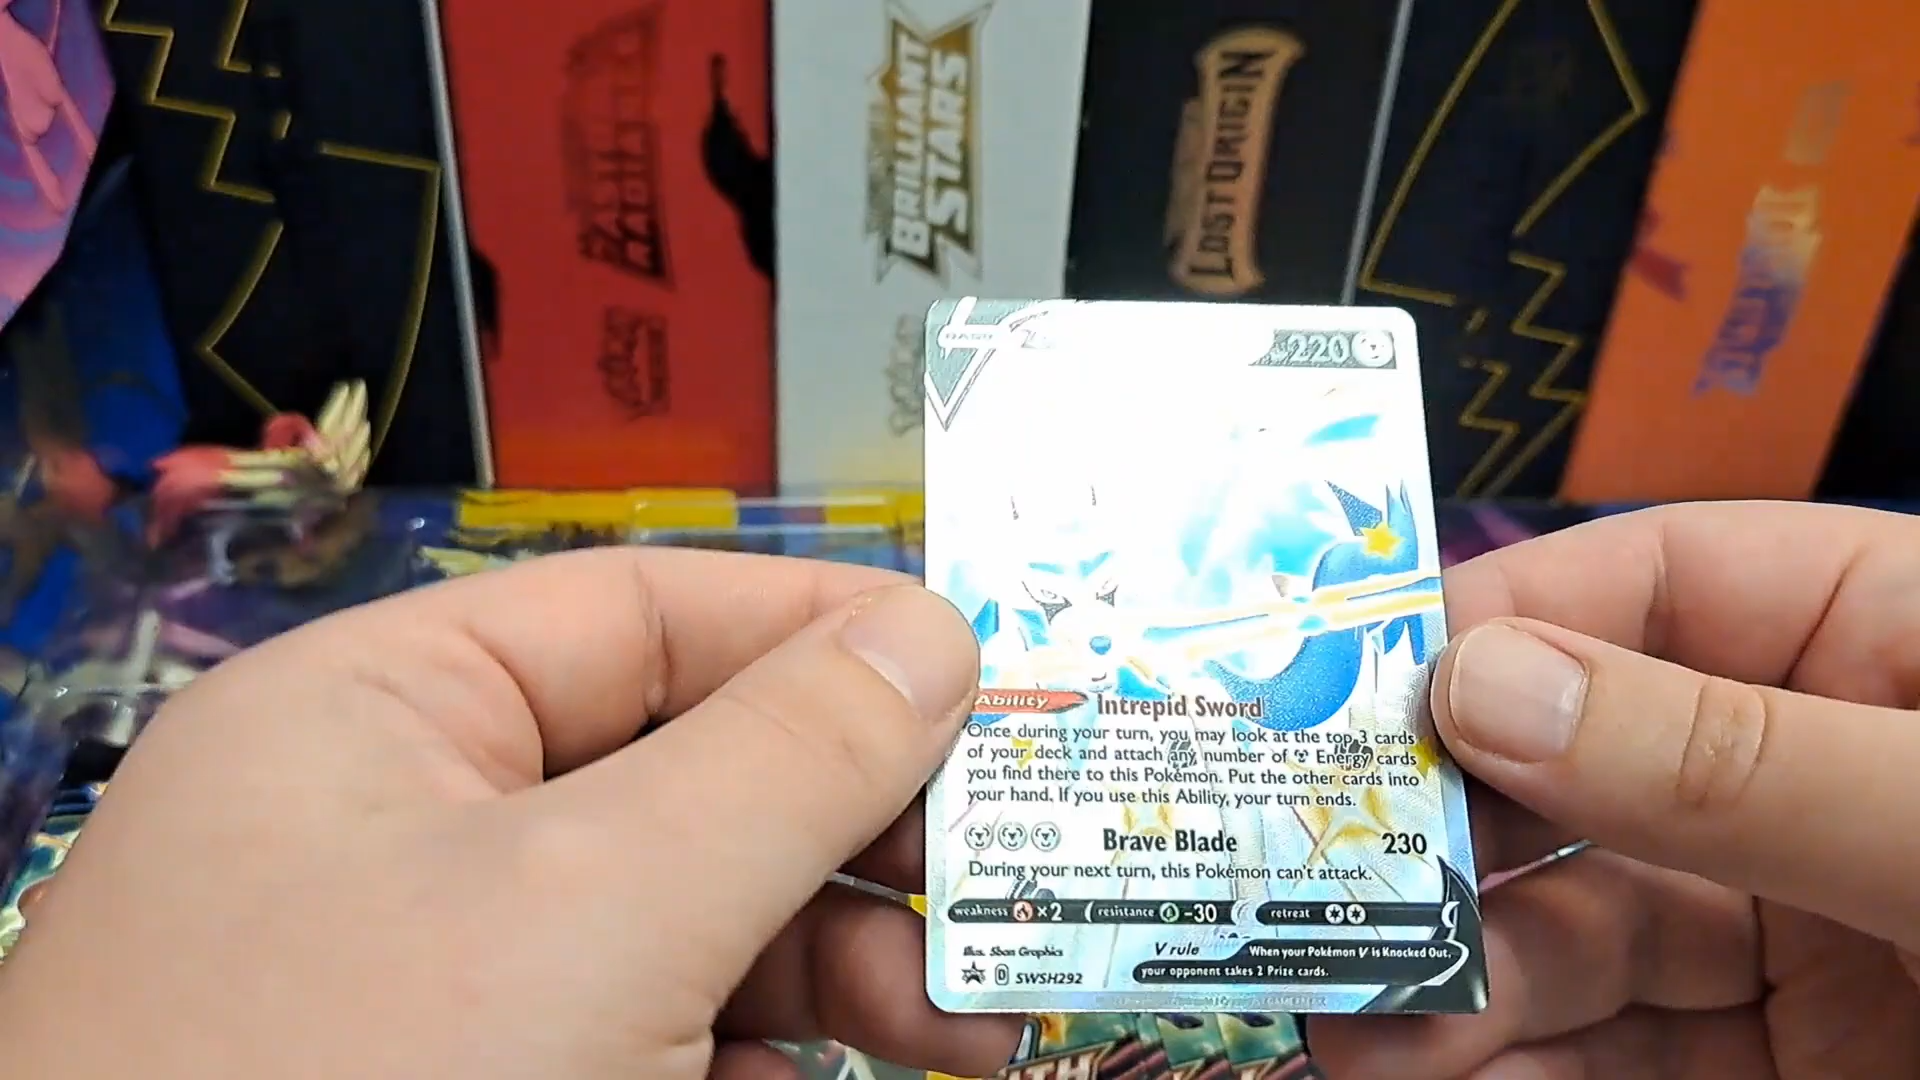 BRILLIANT
STARS
LOST ORIGIN
BASIC
220
Ability Intrepid Sword
Once during your turn, you may look at the top 3 cards
of your deck and attach any number of Energy cards
you find there to this Pokémon. Put the other cards into
your hand. If you use this Ability, your turn ends.
Brave Blade 230
During your next turn, this Pokémon can't attack.
weakness ×2 resistance -30 retreat
Illus. 5ban Graphics
V rule When your Pokémon V is Knocked Out,
your opponent takes 2 Prize cards.
D SWSH292